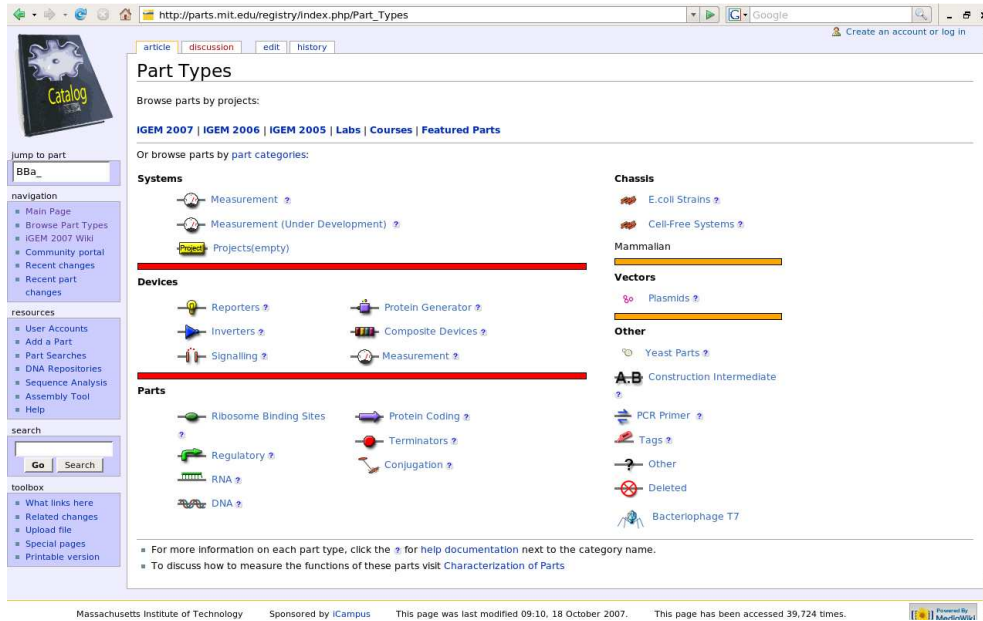 http://parts.mit.edu/registry/index.php/Part_Types
G Google
Create an account or log in
Catalog
article discussion edit history
Part Types
Browse parts by projects:
iGEM 2007 | iGEM 2006 | iGEM 2005 | Labs | Courses | Featured Parts
Or browse parts by part categories:
jump to part
BBa_
navigation
Main Page
Browse Part Types
iGEM 2007 Wiki
Community portal
Recent changes
Recent part
changes
resources
User Accounts
Add a Part
Part Searches
DNA Repositories
Sequence Analysis
Assembly Tool
Help
search
Go Search
toolbox
What links here
Related changes
Upload file
Special pages
Printable version
Systems
Measurement ?
Measurement (Under Development) ?
Project Projects(empty)
Devices
Reporters ?
Inverters ?
Signalling ?
Protein Generator ?
Composite Devices ?
Measurement ?
Parts
Ribosome Binding Sites
?
Regulatory ?
RNA ?
DNA ?
Protein Coding ?
Terminators ?
Conjugation ?
Chassis
E.coli Strains ?
Cell-Free Systems ?
Mammalian
Vectors
Plasmids ?
Other
Yeast Parts ?
A.B Construction Intermediate
?
PCR Primer ?
Tags ?
? Other
Deleted
Bacteriophage T7
For more information on each part type, click the ? for help documentation next to the category name.
To discuss how to measure the functions of these parts visit Characterization of Parts
Massachusetts Institute of Technology Sponsored by iCampus This page was last modified 09:10, 18 October 2007. This page has been accessed 39,724 times.
Powered By
MediaWiki